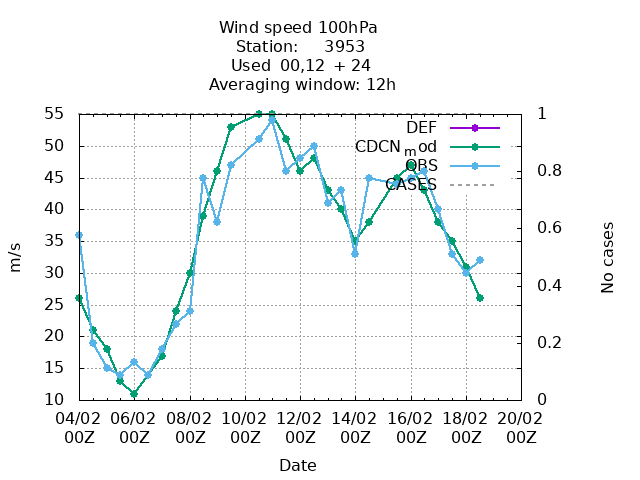 Wind speed 100hPa
Station: 3953
Used 00,12 + 24
Averaging window: 12h
55
50
45
40
35
30
25
20
15
10
m/s
1
0.8
0.6
0.4
0.2
0
No cases
DEF
CDCN_mod
OBS
CASES
04/02 06/02 08/02 10/02 12/02 14/02 16/02 18/02 20/02
00Z 00Z 00Z 00Z 00Z 00Z 00Z 00Z 00Z
Date